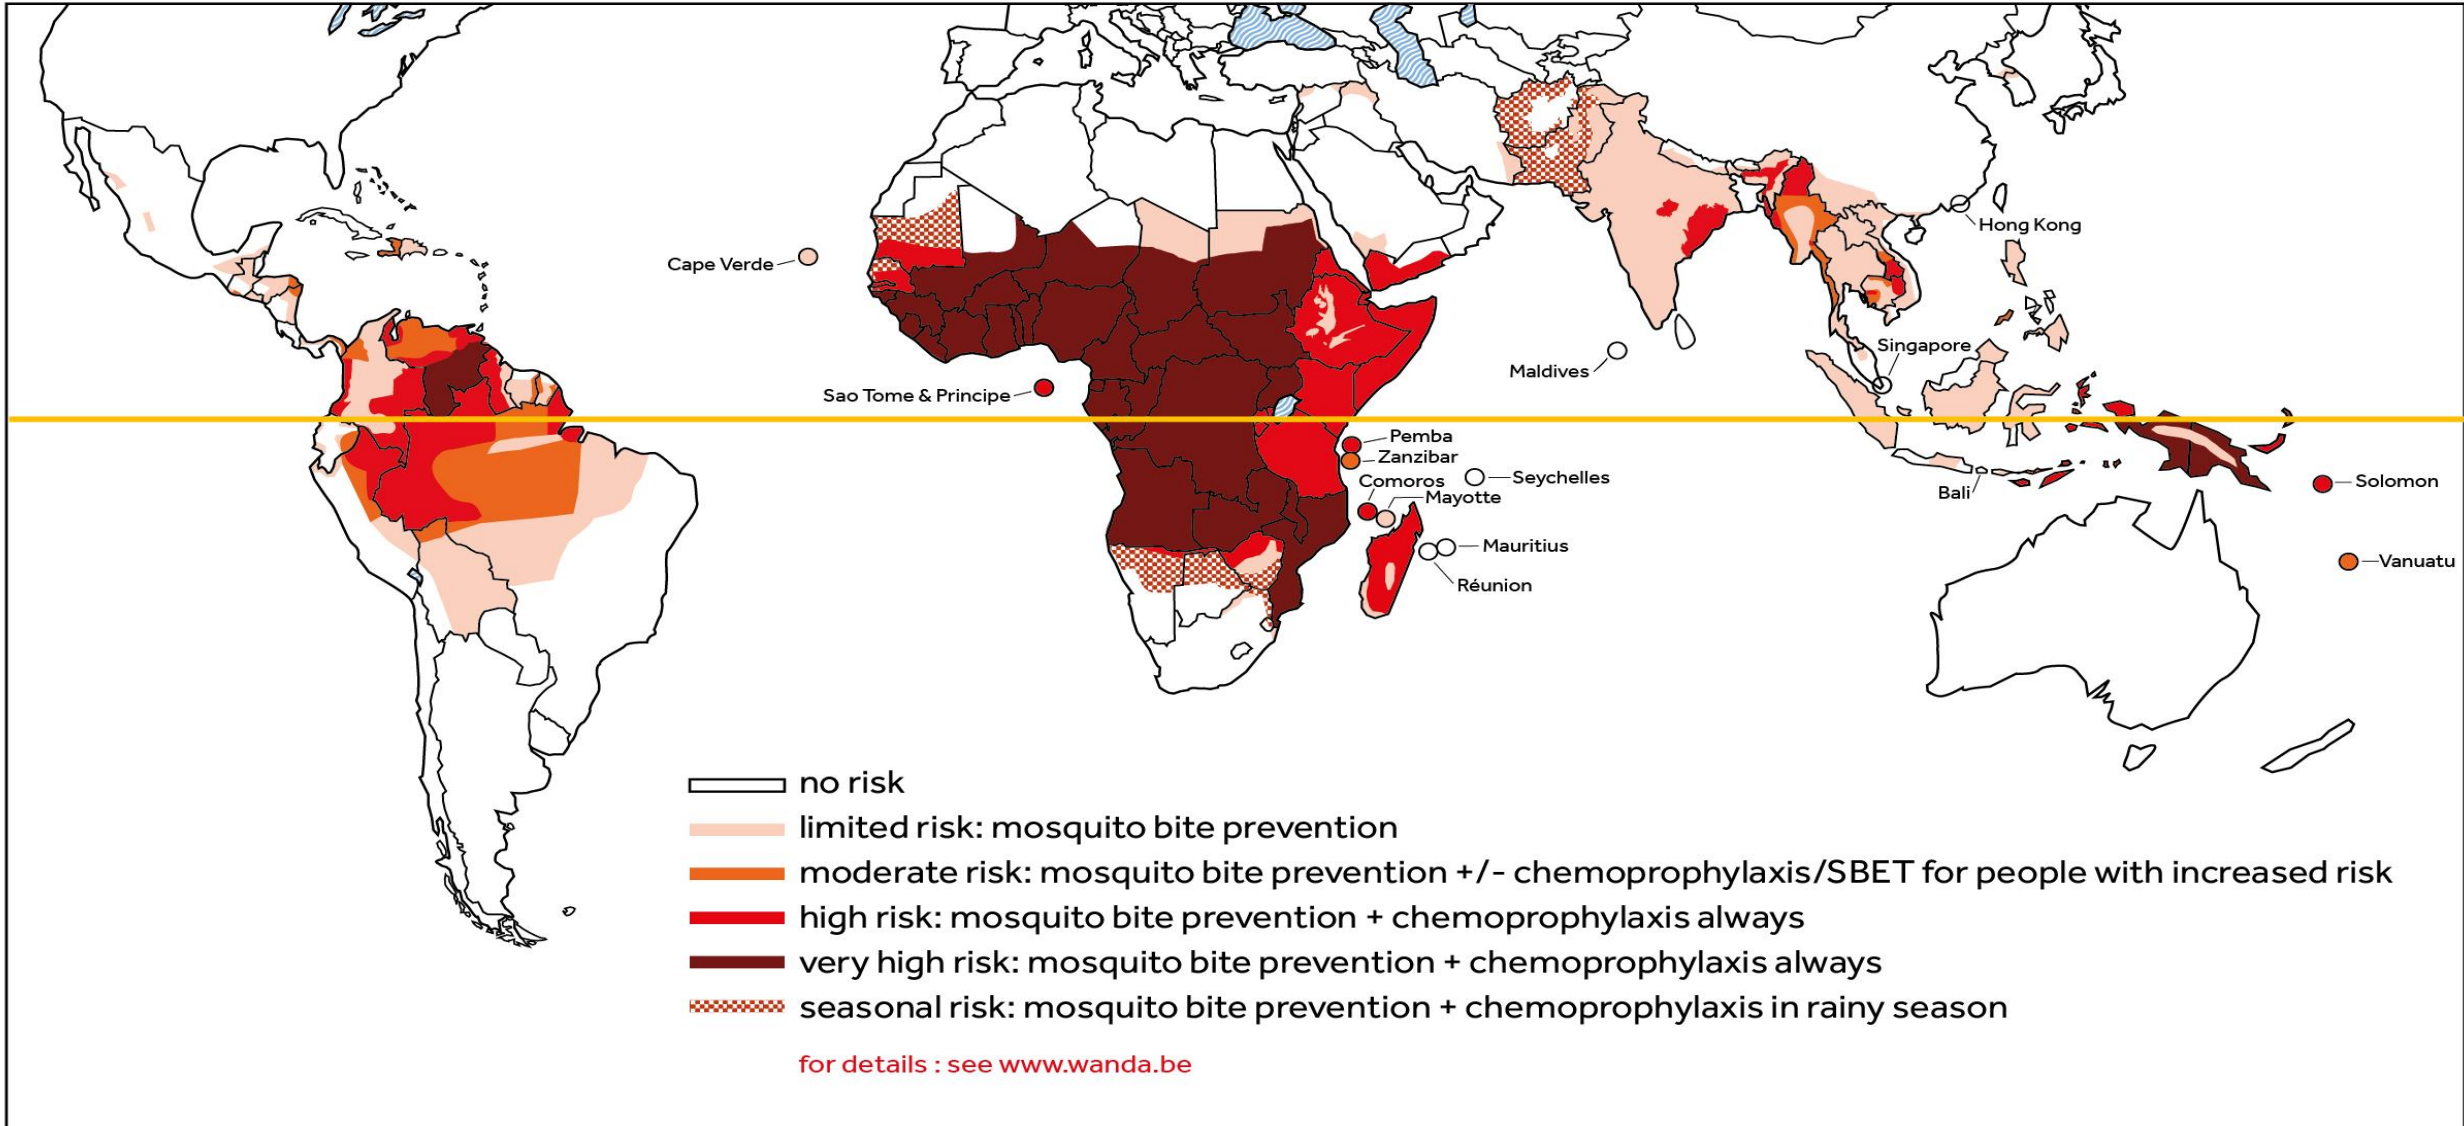 Cape Verde
Hong Kong
Singapore
Maldives
Sao Tome & Principe
Pemba
Zanzibar
Comoros
Seychelles
Mayotte
Bali
Solomon
Mauritius
Vanuatu
Réunion
no risk
limited risk: mosquito bite prevention
moderate risk: mosquito bite prevention +/- chemoprophylaxis/SBET for people with increased risk
high risk: mosquito bite prevention + chemoprophylaxis always
very high risk: mosquito bite prevention + chemoprophylaxis always
seasonal risk: mosquito bite prevention + chemoprophylaxis in rainy season
for details : see www.wanda.be